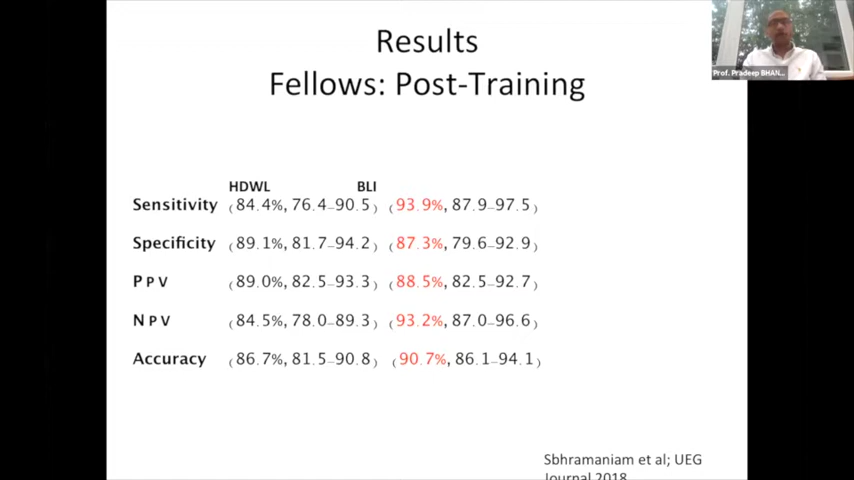 Results
Fellows: Post-Training
Prof. Pradeep BHAN...
HDWL BLI
Sensitivity (84.4%, 76.4–90.5) (93.9%, 87.9–97.5)
Specificity (89.1%, 81.7–94.2) (87.3%, 79.6–92.9)
PPV (89.0%, 82.5–93.3) (88.5%, 82.5–92.7)
NPV (84.5%, 78.0–89.3) (93.2%, 87.0–96.6)
Accuracy (86.7%, 81.5–90.8) (90.7%, 86.1–94.1)
Sbhramaniam et al; UEG
Journal 2018